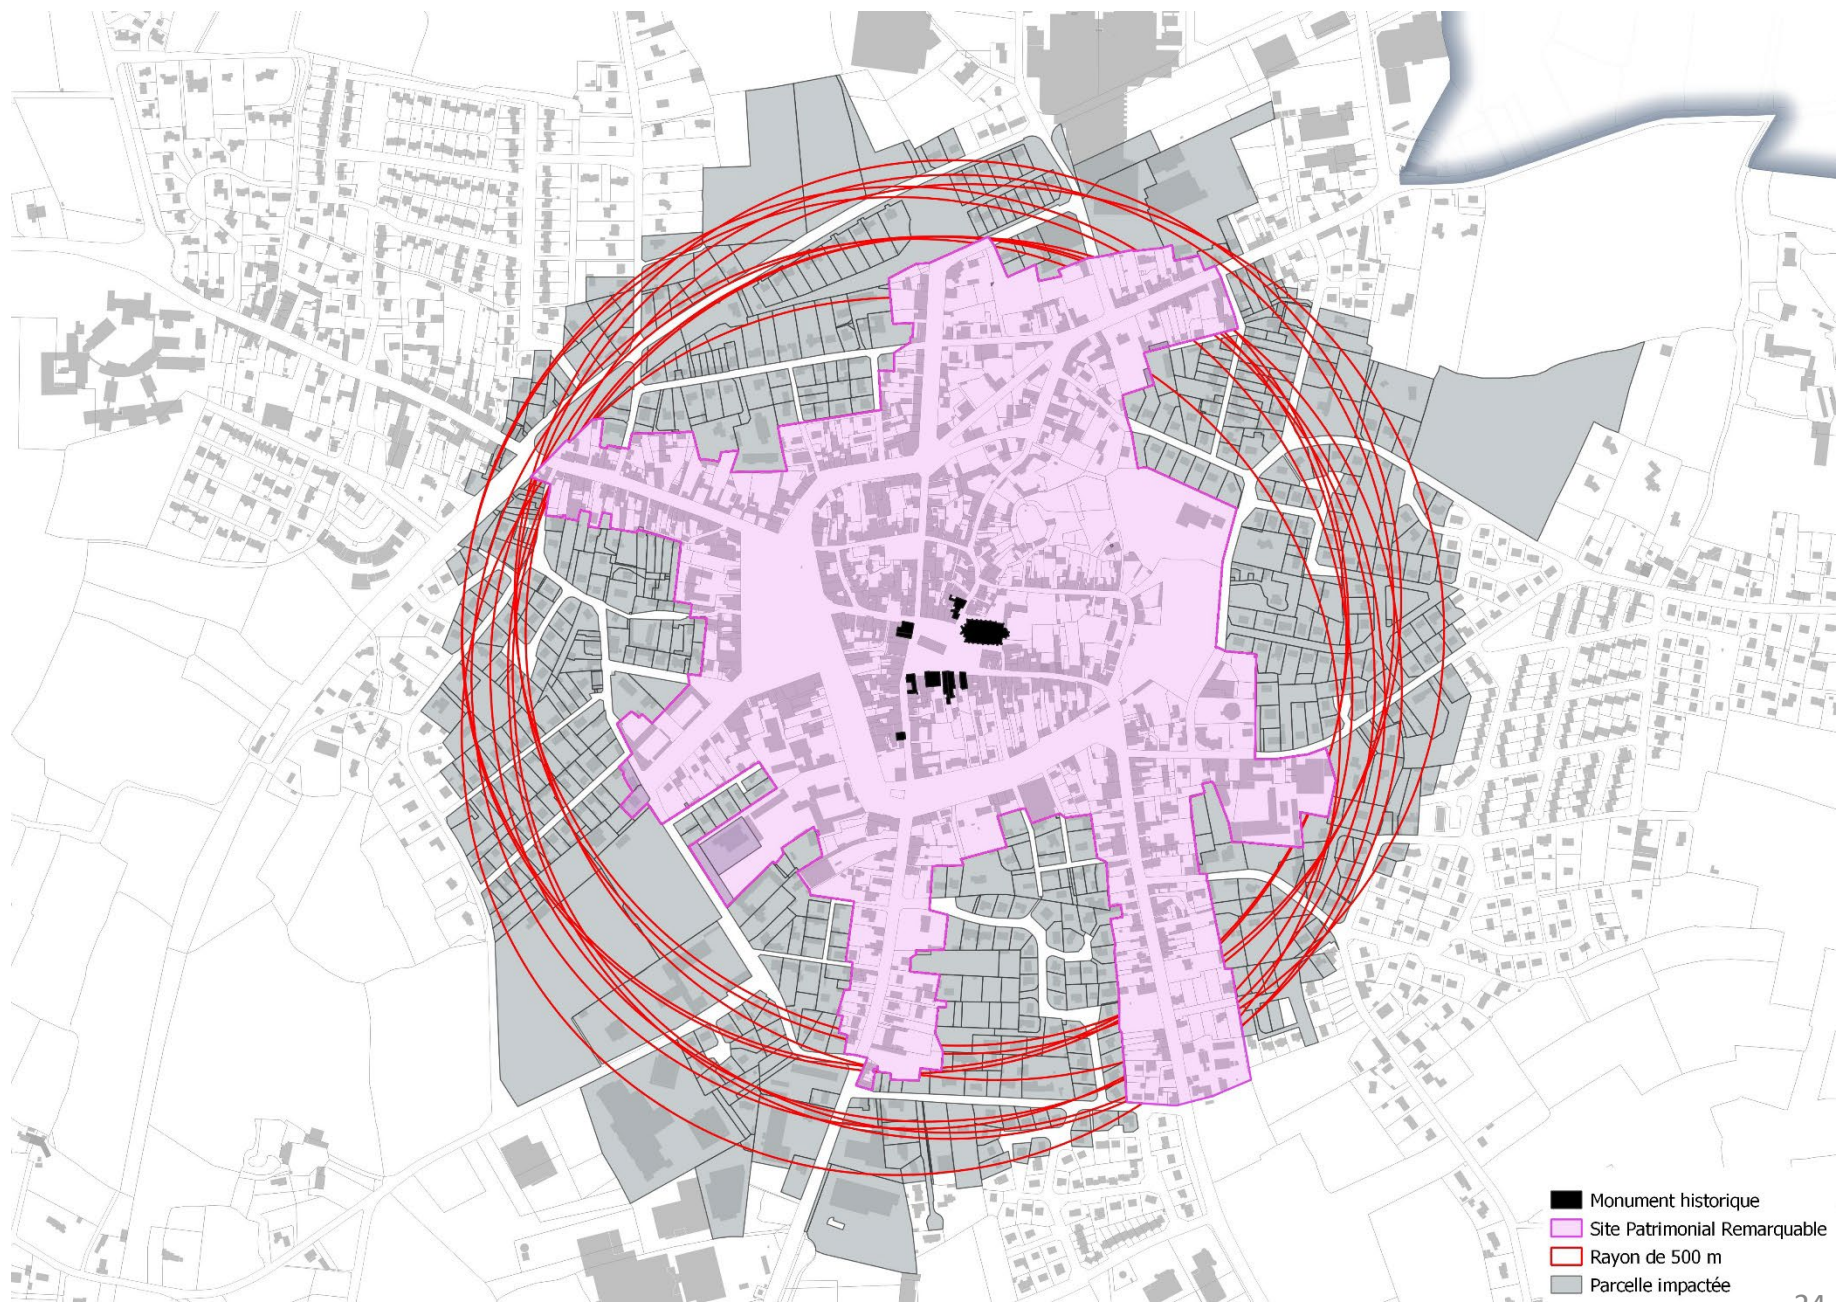 Monument historique
Site Patrimonial Remarquable
Rayon de 500 m
Parcelle impactée